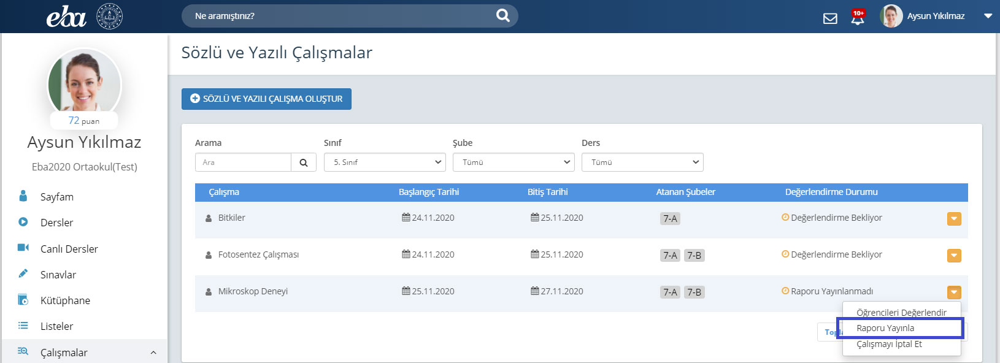 eba
Ne aramıştınız?
10+
Aysun Yıkılmaz
72 puan
Aysun Yıkılmaz
Eba2020 Ortaokul(Test)
Sayfam
Dersler
Canlı Dersler
Sınavlar
Kütüphane
Listeler
Çalışmalar
Sözlü ve Yazılı Çalışmalar
SÖZLÜ VE YAZILI ÇALIŞMA OLUŞTUR
Arama Sınıf Şube Ders
Ara 5. Sınıf Tümü Tümü
Çalışma Başlangıç Tarihi Bitiş Tarihi Atanan Şubeler Değerlendirme Durumu
Bitkiler 24.11.2020 25.11.2020 7-A Değerlendirme Bekliyor
Fotosentez Çalışması 24.11.2020 25.11.2020 7-A 7-B Değerlendirme Bekliyor
Mikroskop Deneyi 25.11.2020 27.11.2020 7-A 7-B Raporu Yayınlanmadı
Öğrencileri Değerlendir
Raporu Yayınla
Çalışmayı İptal Et